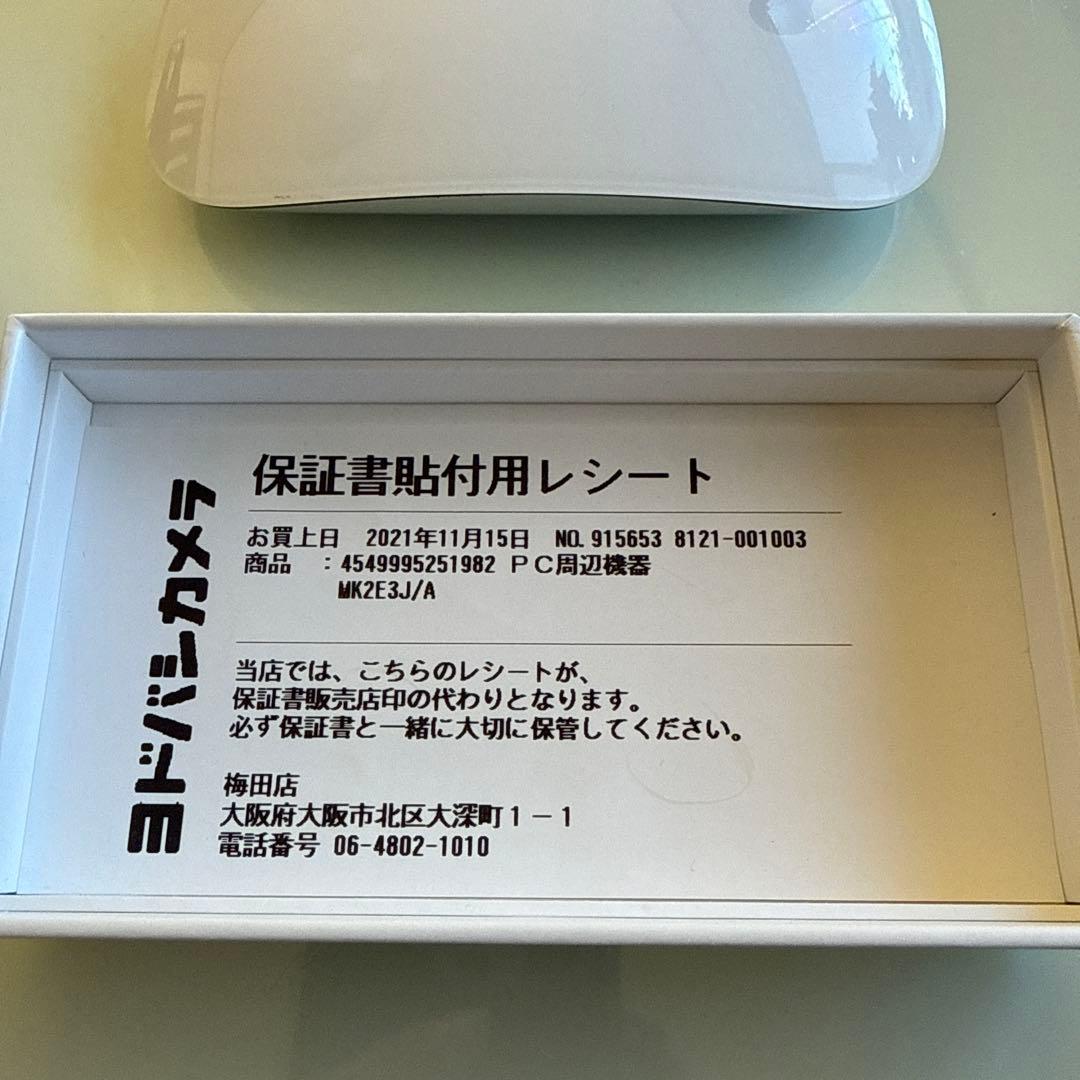 ヨドバシカメラ
保証書貼付用レシート
お買上日 2021年11月15日 NO. 915653 8121-001003
商品 :4549995251982 PC周辺機器
MK2E3J/A
当店では、こちらのレシートが、
保証書販売店印の代わりとなります。
必ず保証書と一緒に大切に保管してください。
梅田店
大阪府大阪市北区大深町1-1
電話番号 06-4802-1010